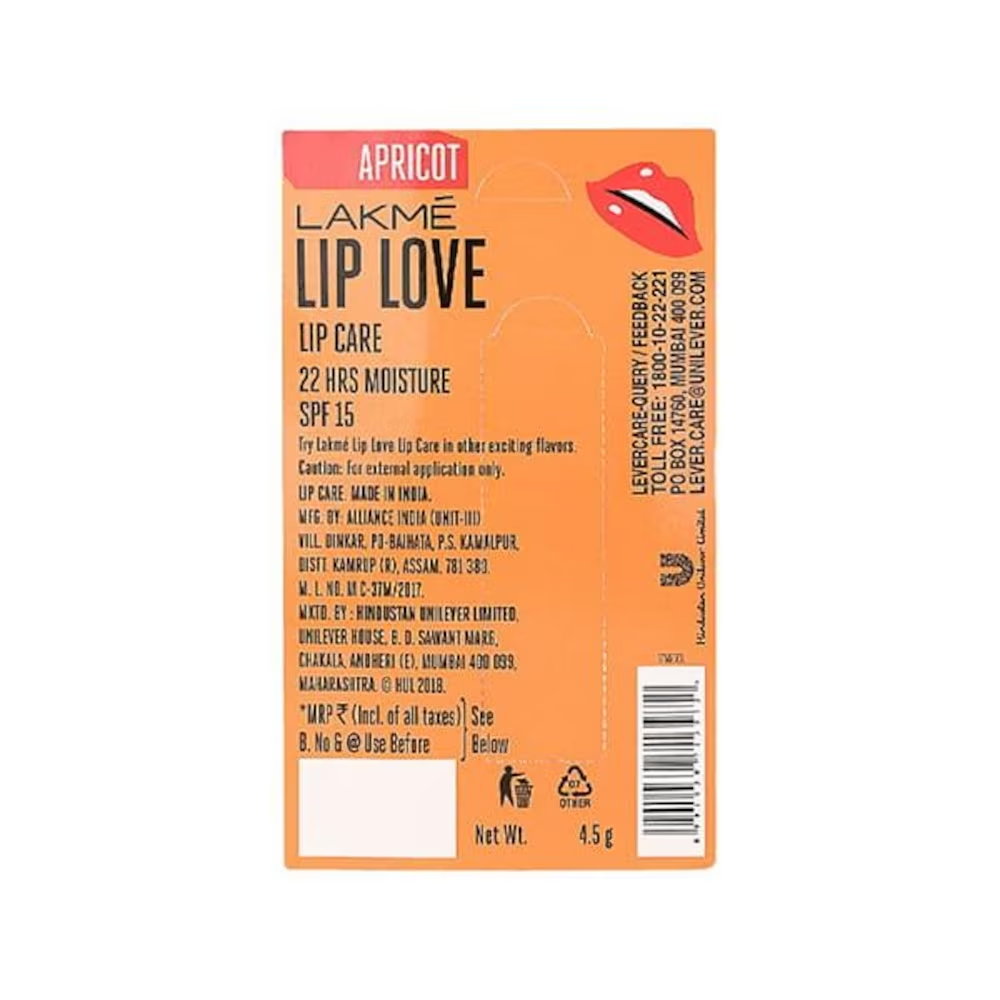 APRICOT
LAKMÉ
LIP LOVE
LIP CARE
22 HRS MOISTURE
SPF 15
Try Lakmé Lip Love Lip Care in other exciting flavors.
Caution: For external application only.
LIP CARE. MADE IN INDIA.
MFG. BY: ALLIANCE INDIA (UNIT-III)
VILL. DINKAR, PO-BAIHATA, P.S. KAMALPUR,
DISTT. KAMRUP (R), ASSAM. 781 380.
M. L. NO. M C-37M/2017.
MKTD. BY : HINDUSTAN UNILEVER LIMITED,
UNILEVER HOUSE, B. D. SAWANT MARG,
CHAKALA, ANDHERI (E), MUMBAI 400 099,
MAHARASHTRA. © HUL 2018.
*MRP ₹ (Incl. of all taxes) See
B. No & @ Use Before Below
OTHER
07
Net Wt. 4.5 g
LEVERCARE-QUERY / FEEDBACK
TOLL FREE: 1800-10-22-221
PO BOX 14760, MUMBAI 400 099
LEVER.CARE@UNILEVER.COM
Hindustan Unilever Limited